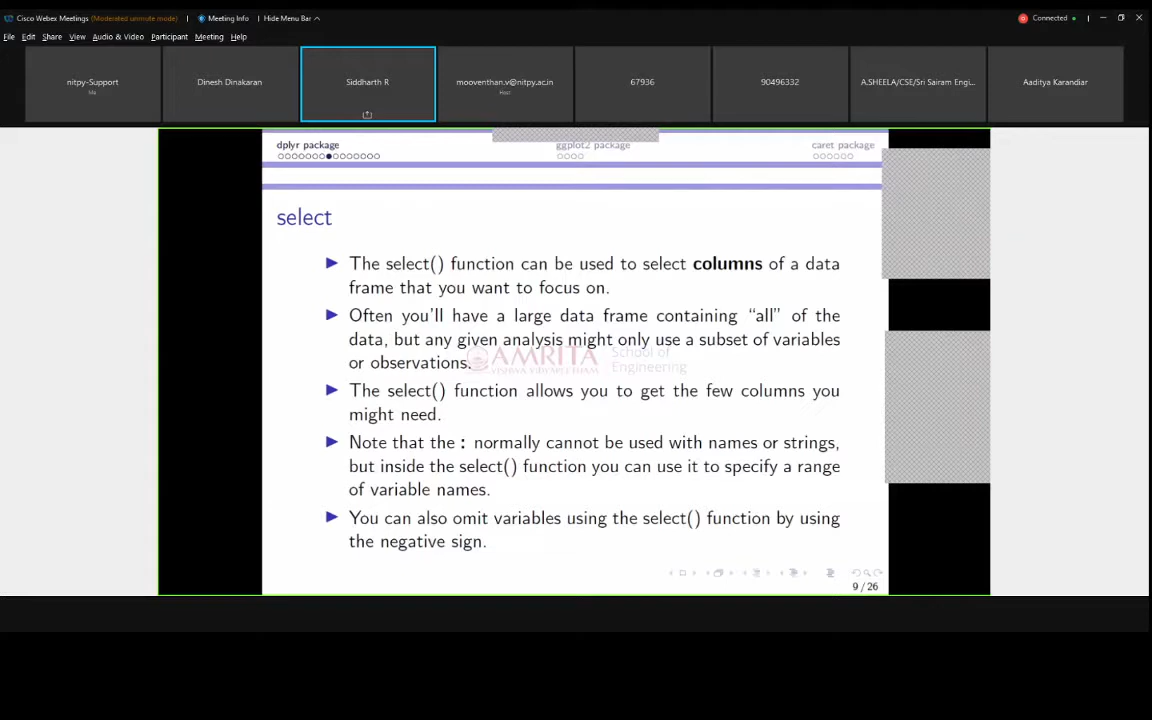 Cisco Webex Meetings (Moderated unmute mode) | Meeting Info | Hide Menu Bar
Connected
File Edit Share View Audio & Video Participant Meeting Help
nitpy-Support
Me
Dinesh Dinakaran
Siddharth R
mooventhan.v@nitpy.ac.in
Host
67936
90496332
A.SHEELA/CSE/Sri Sairam Engi...
Aaditya Karandiar
dplyr package
ggplot2 package
caret package
select
The select() function can be used to select columns of a data
frame that you want to focus on.
Often you'll have a large data frame containing “all” of the
data, but any given analysis might only use a subset of variables
or observations.
AMRITA
VISHWA VIDYAPEETHAM
School of
Engineering
The select() function allows you to get the few columns you
might need.
Note that the : normally cannot be used with names or strings,
but inside the select() function you can use it to specify a range
of variable names.
You can also omit variables using the select() function by using
the negative sign.
9 / 26